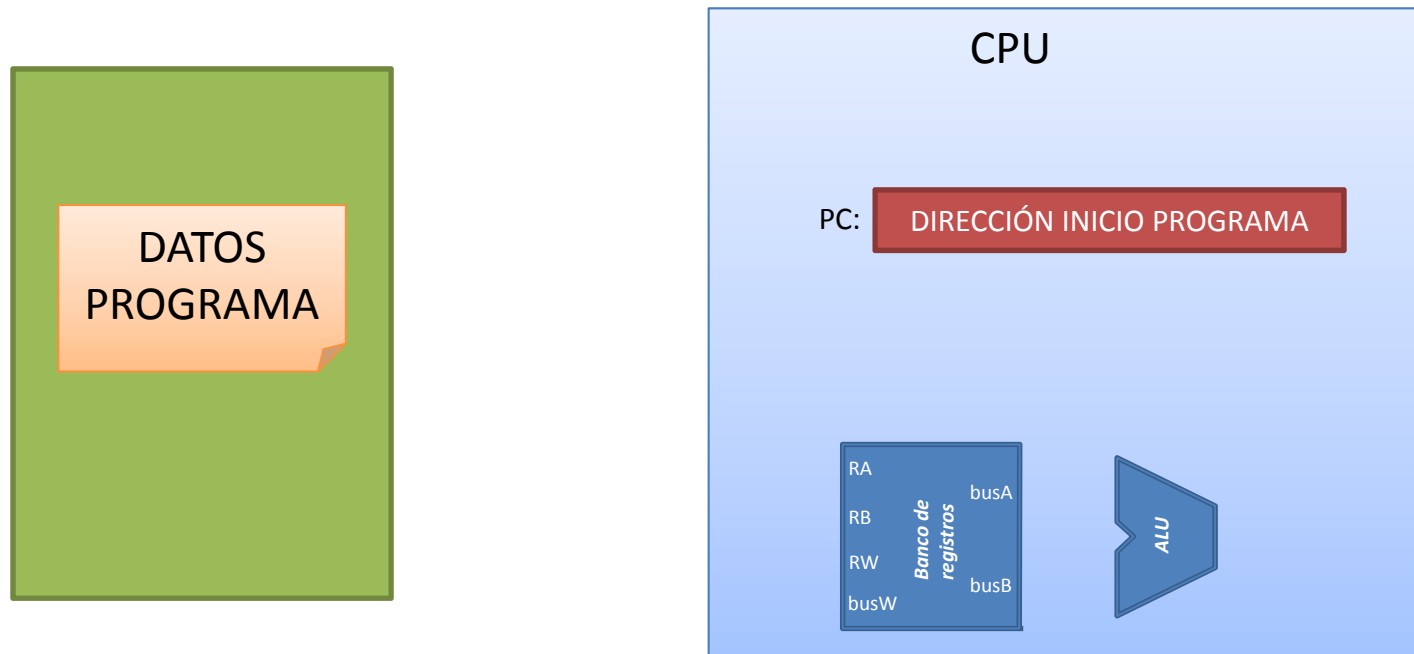 CPU
DATOS
PROGRAMA
PC:
DIRECCIÓN INICIO PROGRAMA
RA
RB
RW
busW
Banco de
registros
busA
busB
ALU